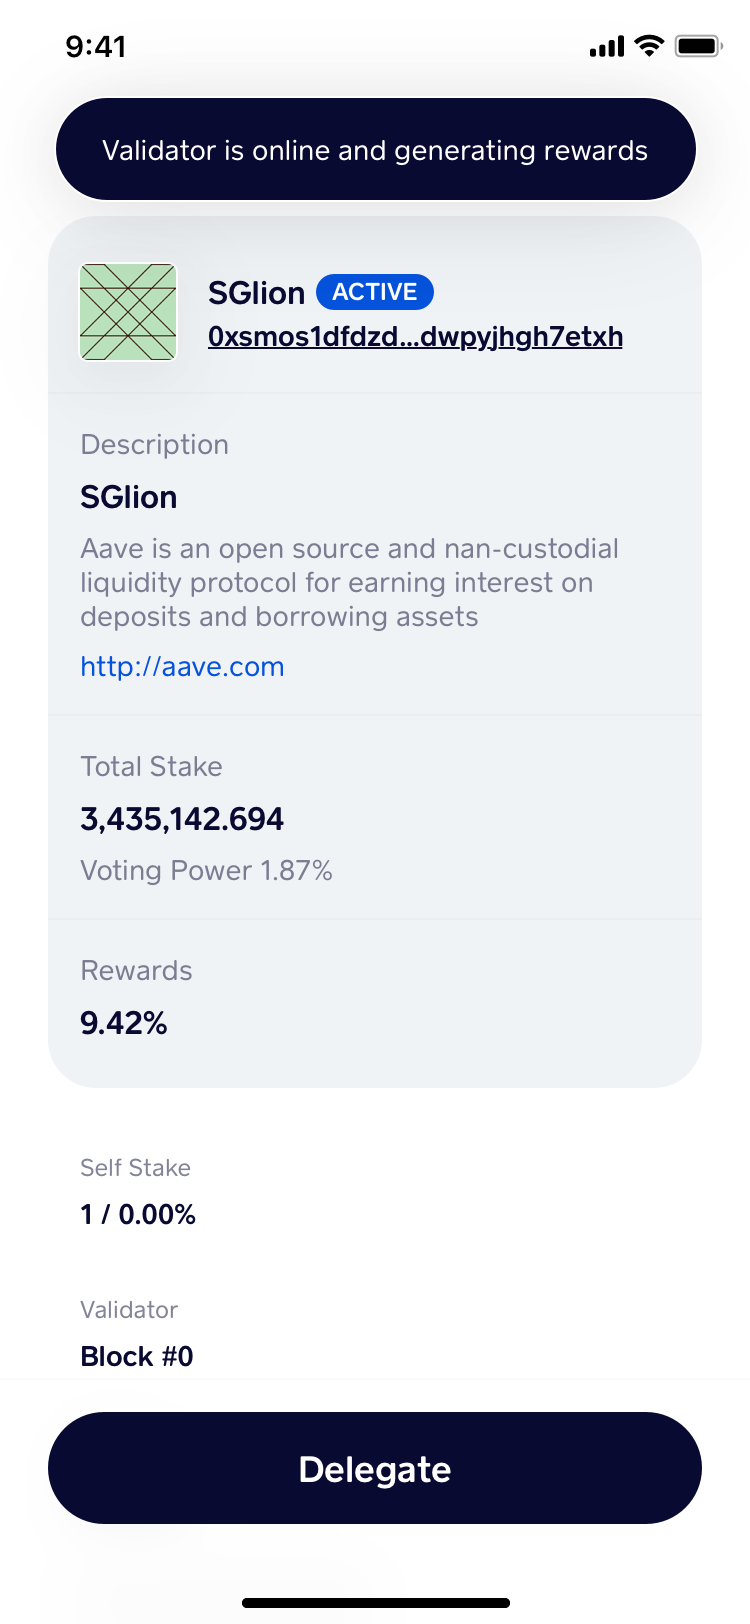 9:41
Validator is online and generating rewards
SGlion ACTIVE
0xsmos1dfdzd...dwpyjhgh7etxh
Description
SGlion
Aave is an open source and nan-custodial
liquidity protocol for earning interest on
deposits and borrowing assets
http://aave.com
Total Stake
3,435,142.694
Voting Power 1.87%
Rewards
9.42%
Self Stake
1 / 0.00%
Validator
Block #0
Delegate